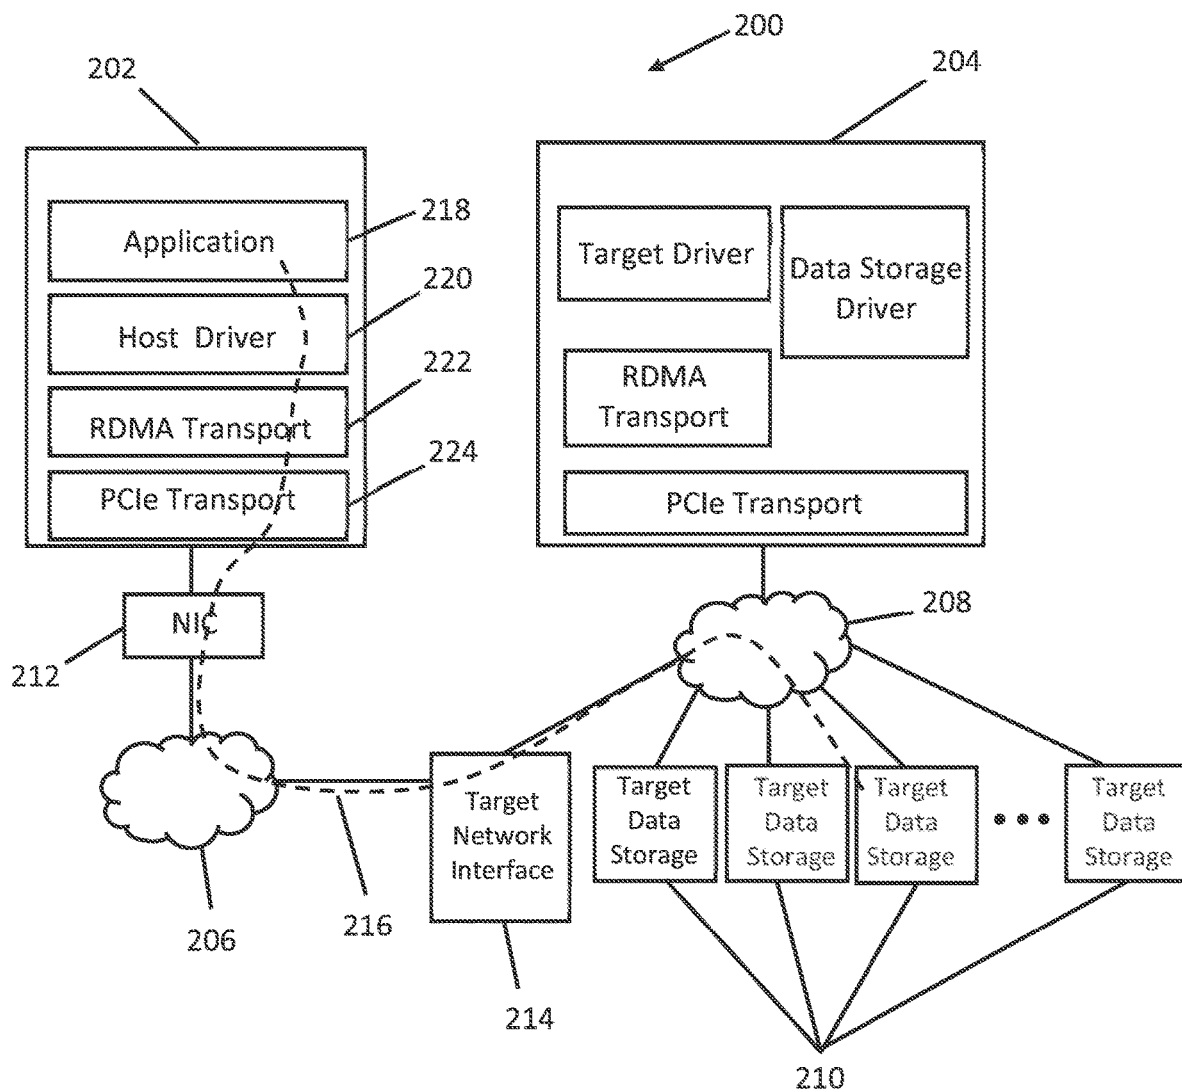 200
202
204
Application
218
Target Driver
Data Storage
Driver
Host Driver
220
RDMA Transport
222
RDMA
Transport
PCIe Transport
224
PCIe Transport
NIC
212
208
Target
Network
Interface
Target
Data
Storage
Target
Data
Storage
Target
Data
Storage
Target
Data
Storage
206
216
214
210